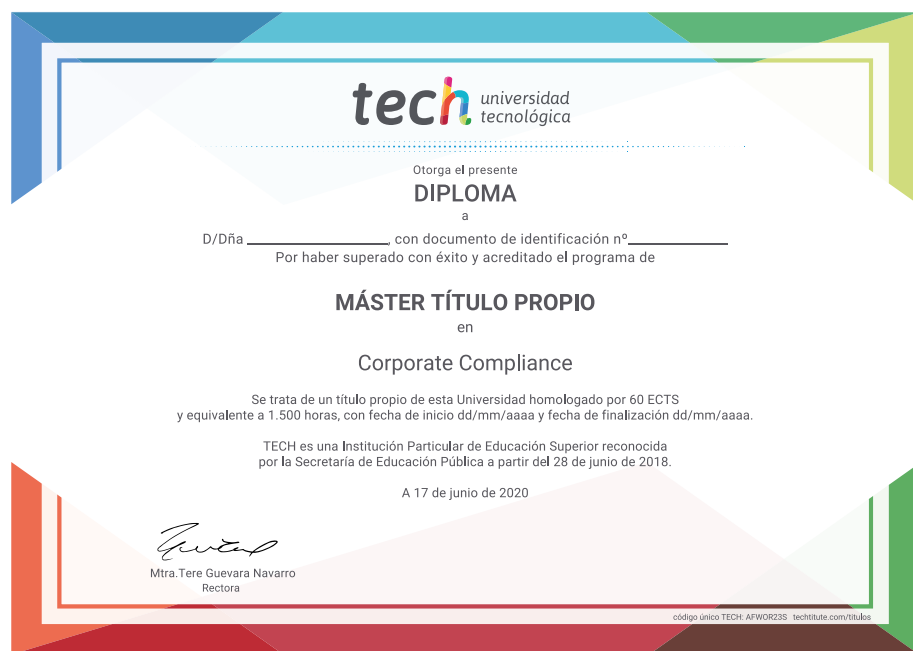 tech universidad
tecnológica
Otorga el presente
DIPLOMA
a
D/Dña ____________________, con documento de identificación nº______________
Por haber superado con éxito y acreditado el programa de
MÁSTER TÍTULO PROPIO
en
Corporate Compliance
Se trata de un título propio de esta Universidad homologado por 60 ECTS
y equivalente a 1.500 horas, con fecha de inicio dd/mm/aaaa y fecha de finalización dd/mm/aaaa.
TECH es una Institución Particular de Educación Superior reconocida
por la Secretaría de Educación Pública a partir del 28 de junio de 2018.
A 17 de junio de 2020
Mtra.Tere Guevara Navarro
Rectora
código único TECH: AFWOR23S techtitute.com/titulos